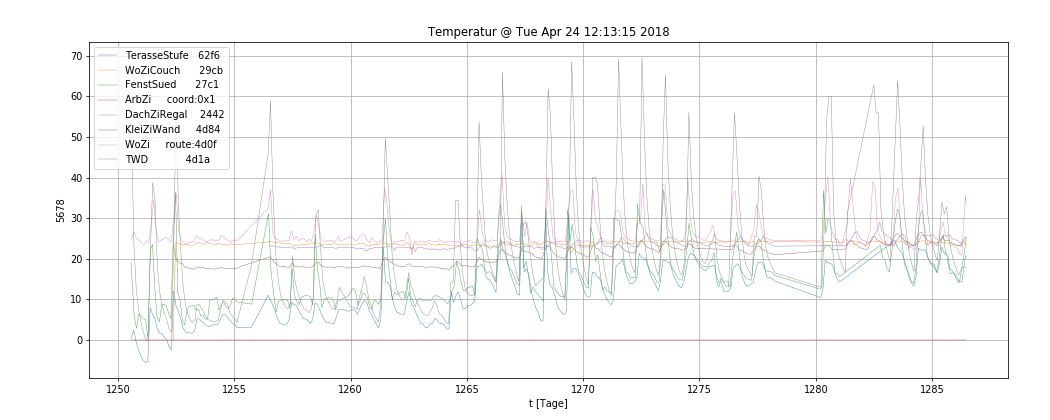 Temperatur @ Tue Apr 24 12:13:15 2018
70
60
50
40
30
20
10
0
5678
TerasseStufe 62f6
WoZiCouch 29cb
FenstSued 27c1
ArbZi coord:0x1
DachZiRegal 2442
KleiZiWand 4d84
WoZi route:4d0f
TWD 4d1a
1250 1255 1260 1265 1270 1275 1280 1285
t [Tage]